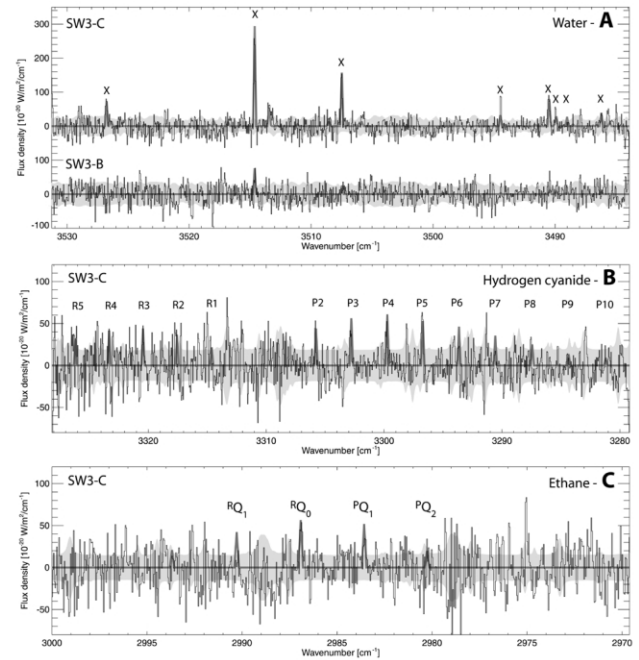 SW3-C Water - A
X X X X X X X X
300
200
100
0
Flux density [10⁻²⁰ W/m²/cm⁻¹]
SW3-B
100
0
-100
3530 3520 3510 3500 3490
Wavenumber [cm⁻¹]
SW3-C Hydrogen cyanide - B
R5 R4 R3 R2 R1 P2 P3 P4 P5 P6 P7 P8 P9 P10
100
50
0
-50
Flux density [10⁻²⁰ W/m²/cm⁻¹]
3320 3310 3300 3290 3280
Wavenumber [cm⁻¹]
SW3-C Ethane - C
ᴿQ₁ ᴿQ₀ ᴾQ₁ ᴾQ₂
100
50
0
-50
Flux density [10⁻²⁰ W/m²/cm⁻¹]
3000 2995 2990 2985 2980 2975 2970
Wavenumber [cm⁻¹]